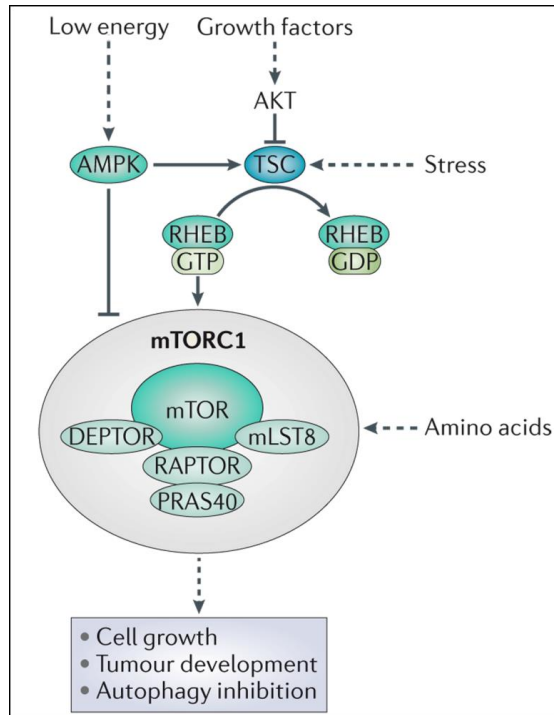 Low energy
Growth factors
AKT
AMPK
TSC
Stress
RHEB
GTP
RHEB
GDP
mTORC1
mTOR
DEPTOR
mLST8
Amino acids
RAPTOR
PRAS40
• Cell growth
• Tumour development
• Autophagy inhibition